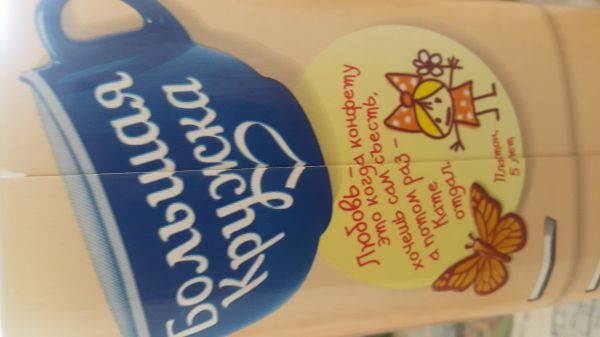 Большая
Кружка
Любовь –
это когда конфету
хочешь сам съесть,
а потом раз –
Кате
отдал.
Платон,
5 лет